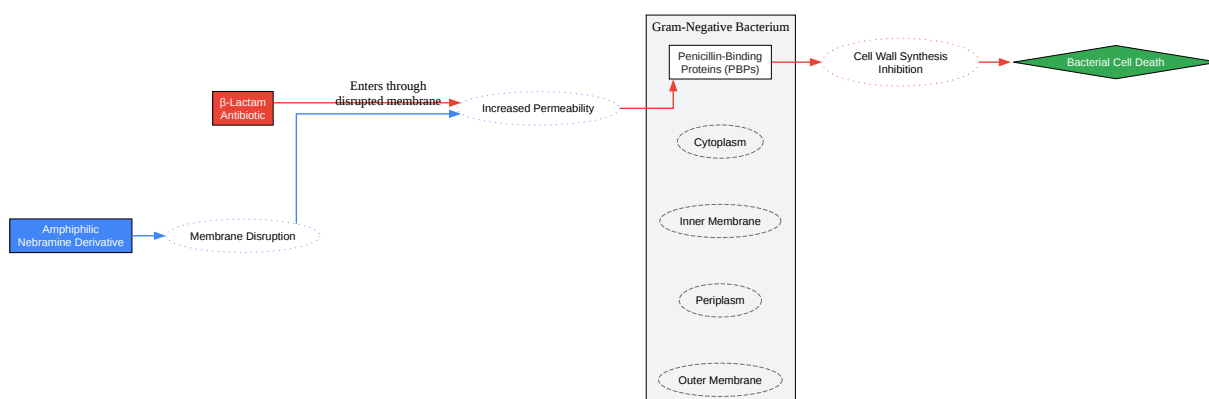 Gram-Negative Bacterium
Penicillin-Binding
Proteins (PBPs)
Cell Wall Synthesis
Inhibition
Bacterial Cell Death
Enters through
disrupted membrane
β-Lactam
Antibiotic
Increased Permeability
Cytoplasm
Amphiphilic
Nebramine Derivative
Membrane Disruption
Inner Membrane
Periplasm
Outer Membrane